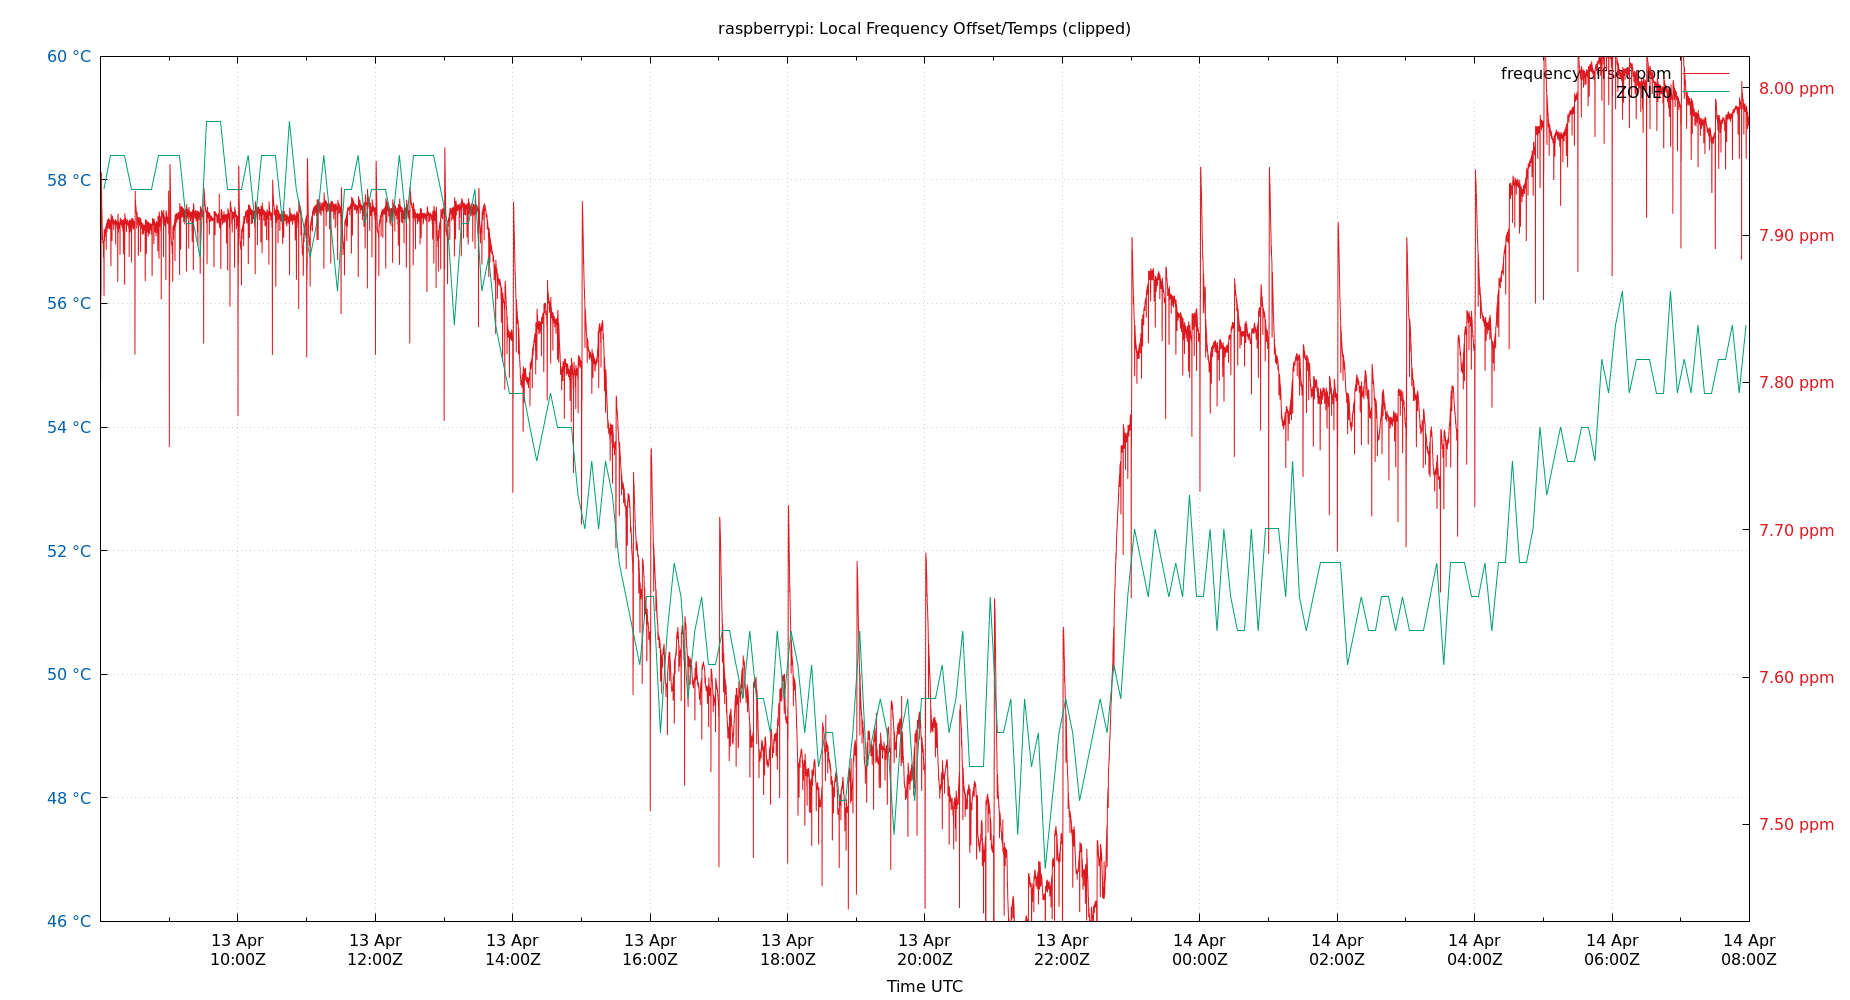 raspberrypi: Local Frequency Offset/Temps (clipped)
60 °C
58 °C
56 °C
54 °C
52 °C
50 °C
48 °C
46 °C
frequency offset ppm
ZONE0
8.00 ppm
7.90 ppm
7.80 ppm
7.70 ppm
7.60 ppm
7.50 ppm
13 Apr
10:00Z
13 Apr
12:00Z
13 Apr
14:00Z
13 Apr
16:00Z
13 Apr
18:00Z
13 Apr
20:00Z
13 Apr
22:00Z
14 Apr
00:00Z
14 Apr
02:00Z
14 Apr
04:00Z
14 Apr
06:00Z
14 Apr
08:00Z
Time UTC